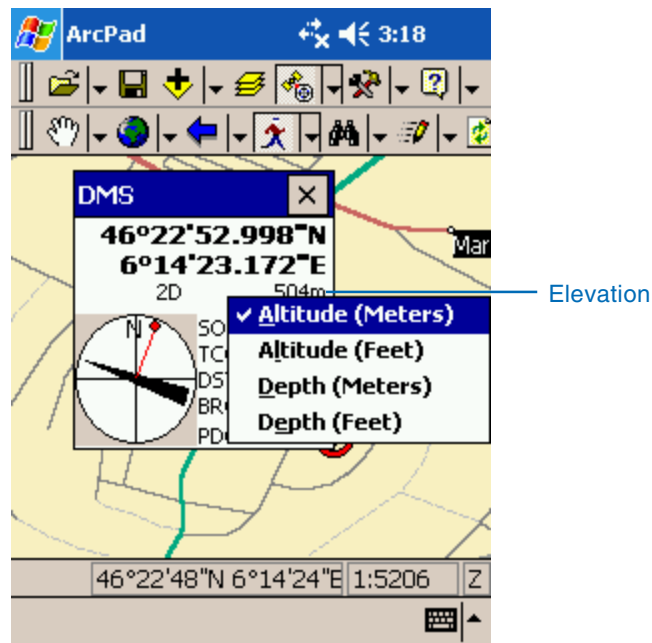 ArcPad 3:18
DMS
46°22'52.998"N
6°14'23.172"E
2D 504m
Elevation
Altitude (Meters)
Altitude (Feet)
Depth (Meters)
Depth (Feet)
N
Mar
46°22'48"N 6°14'24"E 1:5206 Z